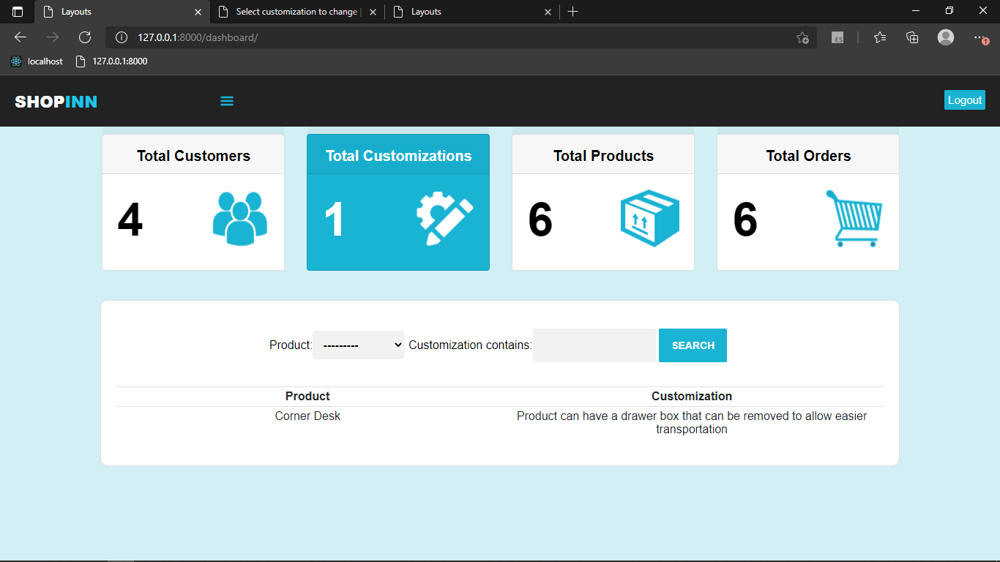 Layouts
Select customization to change |
Layouts
127.0.0.1:8000/dashboard/
ES
localhost
127.0.0.1:8000
SHOPINN
Logout
Total Customers
Total Customizations
Total Products
Total Orders
4
1
6
6
Product:
---------
Customization contains:
SEARCH
Product
Customization
Corner Desk
Product can have a drawer box that can be removed to allow easier
transportation